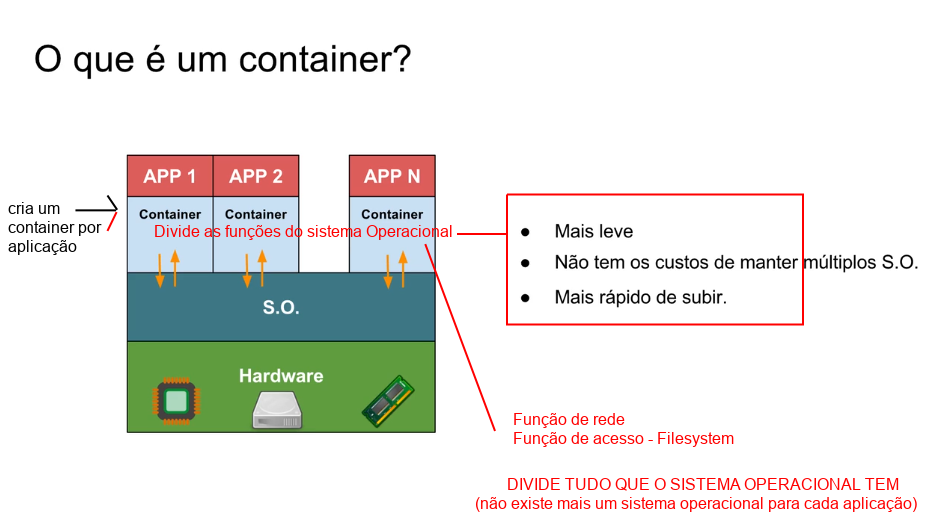 O que é um container?
APP 1
APP 2
APP N
cria um
container por
aplicação
Container
Container
Container
Divide as funções do sistema Operacional
Mais leve
Não tem os custos de manter múltiplos S.O.
Mais rápido de subir.
S.O.
Hardware
Função de rede
Função de acesso - Filesystem
DIVIDE TUDO QUE O SISTEMA OPERACIONAL TEM
(não existe mais um sistema operacional para cada aplicação)